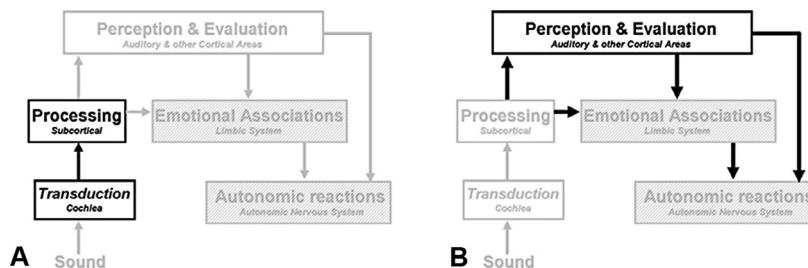 Perception & Evaluation
Auditory & other Cortical Areas
Processing
Subcortical
Emotional Associations
Limbic System
Transduction
Cochlea
Autonomic reactions
Autonomic Nervous System
A
Sound
Perception & Evaluation
Auditory & other Cortical Areas
Processing
Subcortical
Emotional Associations
Limbic System
Transduction
Cochlea
Autonomic reactions
Autonomic Nervous System
B
Sound